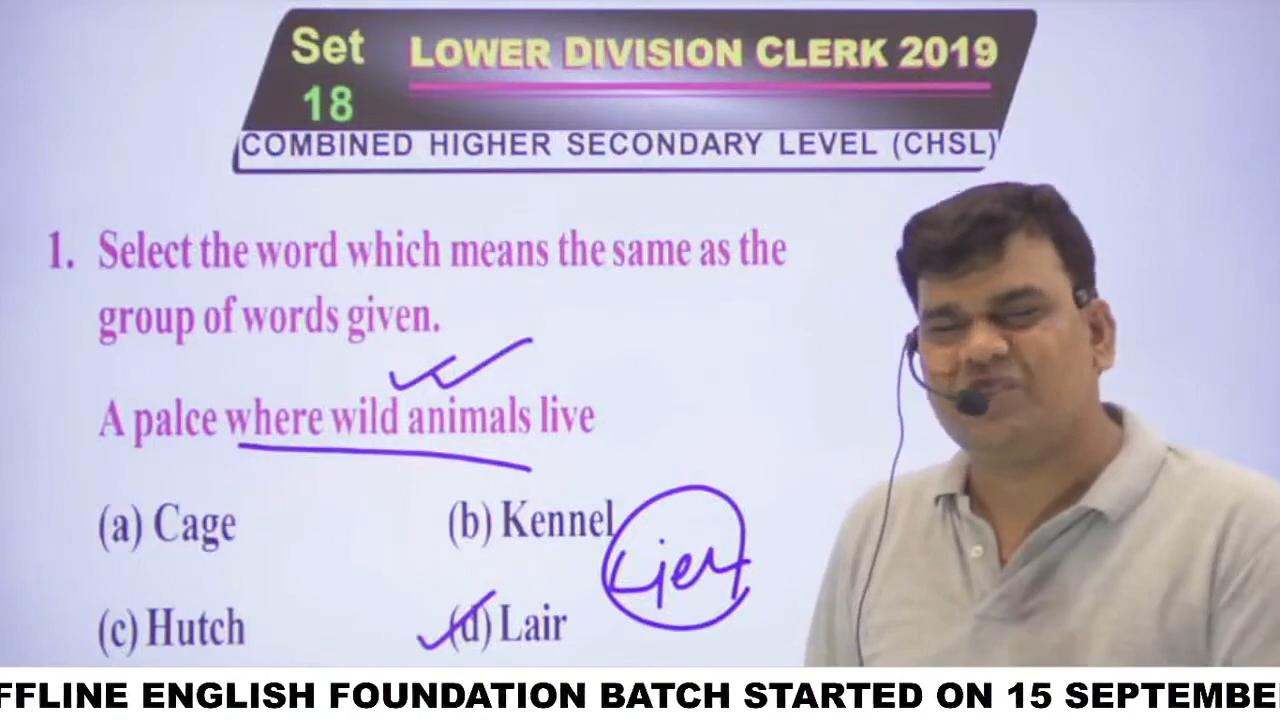 Set
18
LOWER DIVISION CLERK 2019
COMBINED HIGHER SECONDARY LEVEL (CHSL)
1. Select the word which means the same as the
group of words given.
A palce where wild animals live
(a) Cage
(b) Kennel
(c) Hutch
(d) Lair
FFLINE ENGLISH FOUNDATION BATCH STARTED ON 15 SEPTEMBE